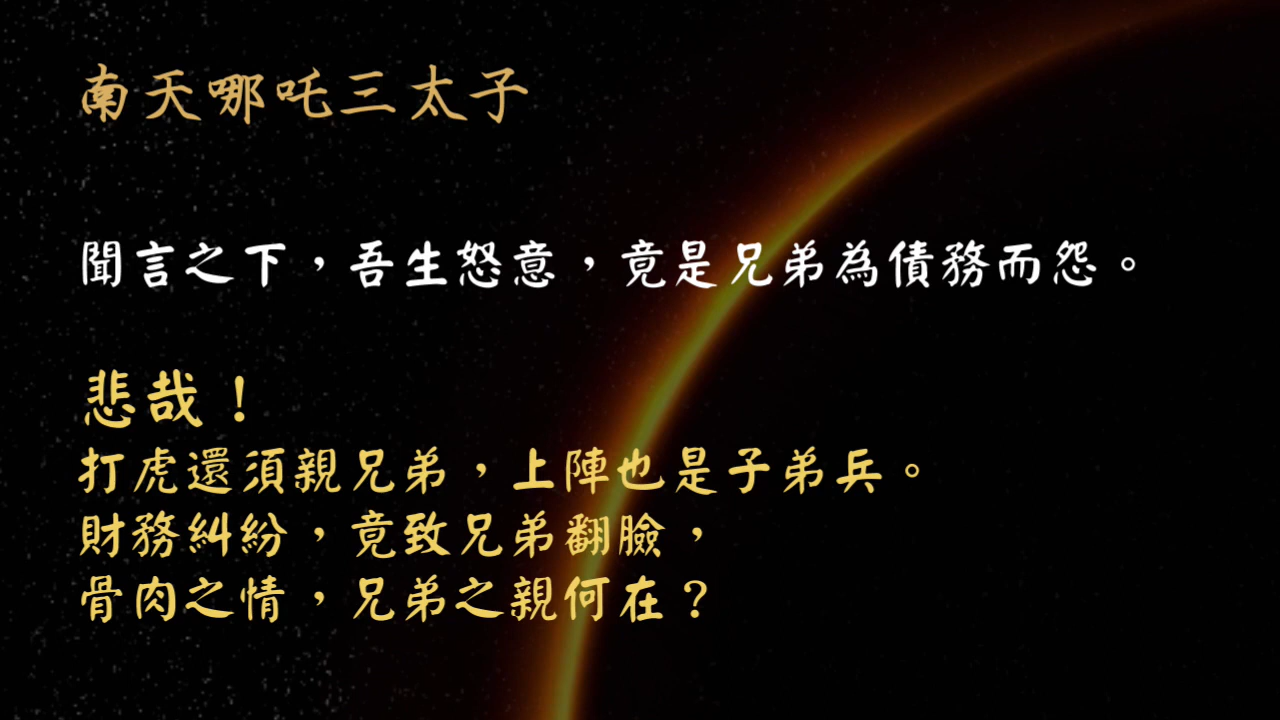 南天哪吒三太子
聞言之下，吾生怒意，竟是兄弟為債務而怨。
悲哉！
打虎還須親兄弟，上陣也是子弟兵。
財務糾紛，竟致兄弟翻臉，
骨肉之情，兄弟之親何在？